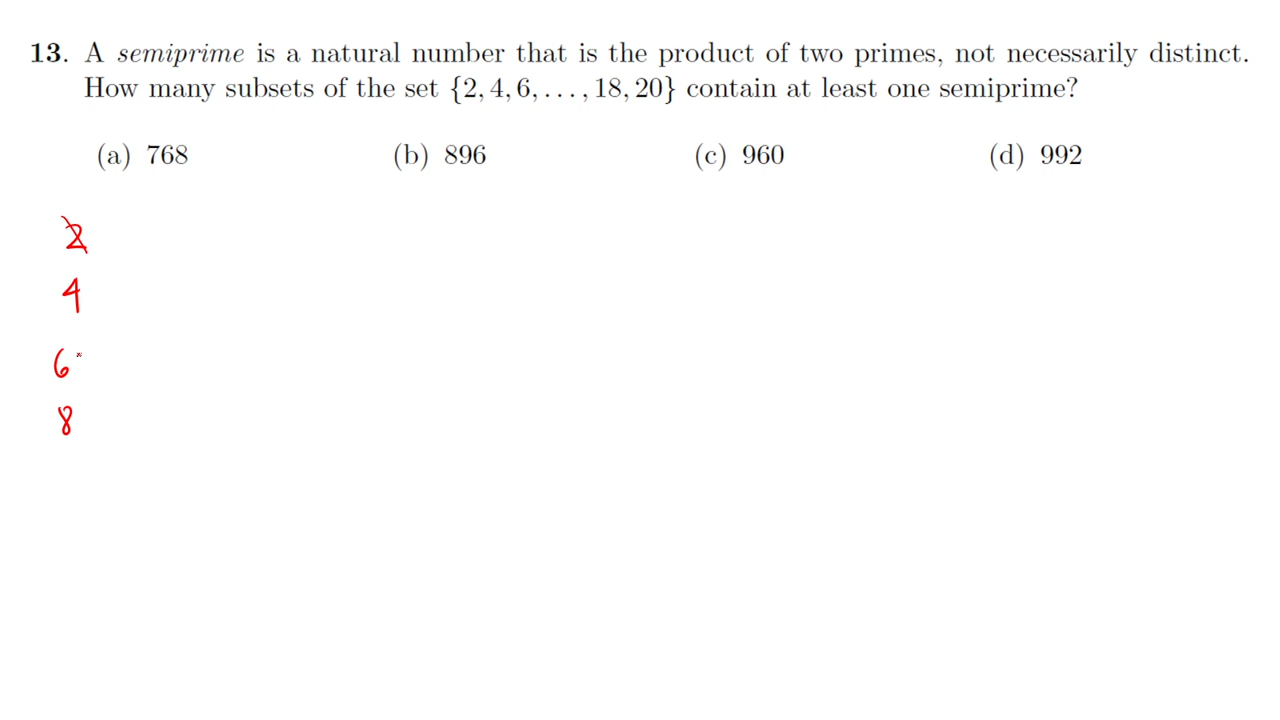 13. A semiprime is a natural number that is the product of two primes, not necessarily distinct.
How many subsets of the set {2, 4, 6, . . . , 18, 20} contain at least one semiprime?
(a) 768 (b) 896 (c) 960 (d) 992
2
4
6
8